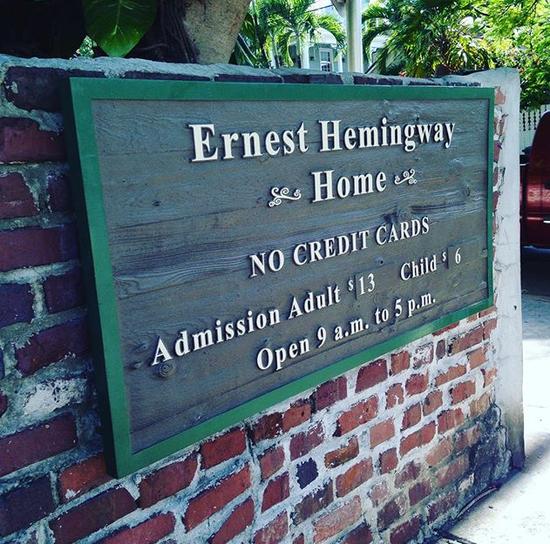 Ernest Hemingway
Home
NO CREDIT CARDS
Admission Adult $13 Child $6
Open 9 a.m. to 5 p.m.